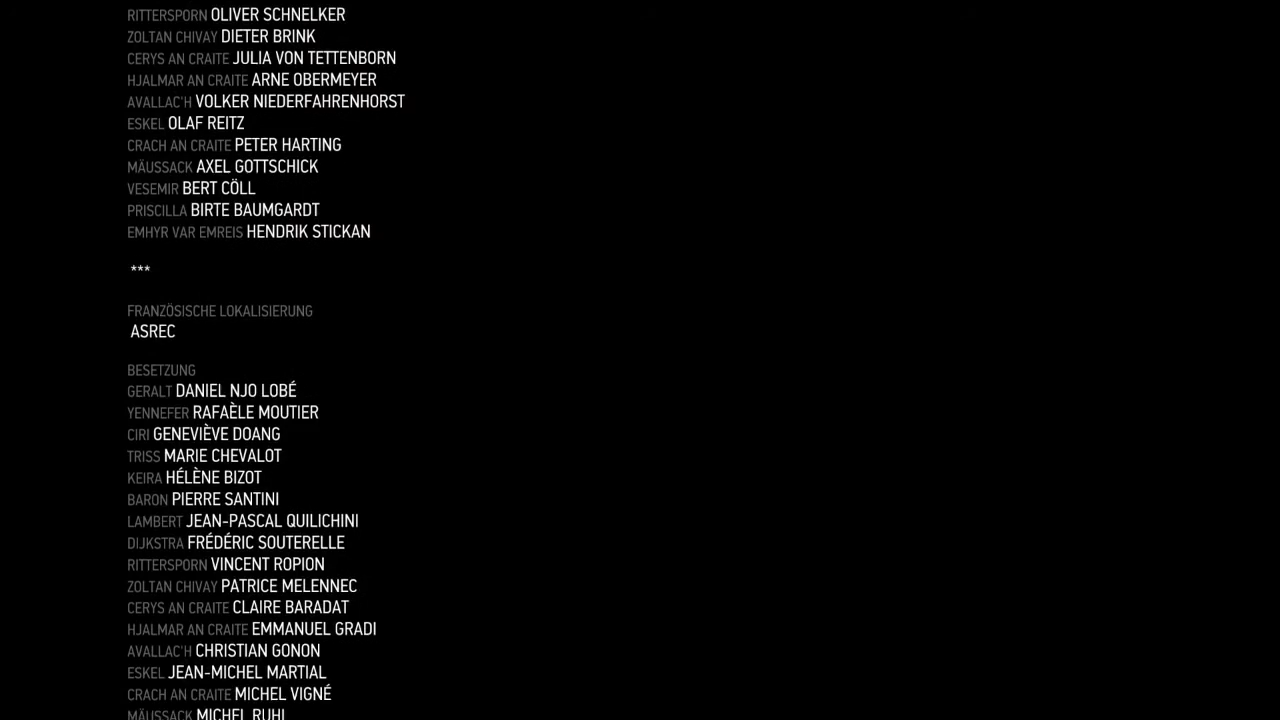 RITTERSPORN OLIVER SCHNELKER
ZOLTAN CHIVAY DIETER BRINK
CERYS AN CRAITE JULIA VON TETTENBORN
HJALMAR AN CRAITE ARNE OBERMEYER
AVALLAC'H VOLKER NIEDERFAHRENHORST
ESKEL OLAF REITZ
CRACH AN CRAITE PETER HARTING
MÄUSSACK AXEL GOTTSCHICK
VESEMIR BERT CÖLL
PRISCILLA BIRTE BAUMGARDT
EMHYR VAR EMREIS HENDRIK STICKAN
***
FRANZÖSISCHE LOKALISIERUNG
ASREC
BESETZUNG
GERALT DANIEL NJO LOBÉ
YENNEFER RAFAÈLE MOUTIER
CIRI GENEVIÈVE DOANG
TRISS MARIE CHEVALOT
KEIRA HÉLÈNE BIZOT
BARON PIERRE SANTINI
LAMBERT JEAN-PASCAL QUILICHINI
DIJKSTRA FRÉDÉRIC SOUTERELLE
RITTERSPORN VINCENT ROPION
ZOLTAN CHIVAY PATRICE MELENNEC
CERYS AN CRAITE CLAIRE BARADAT
HJALMAR AN CRAITE EMMANUEL GRADI
AVALLAC'H CHRISTIAN GONON
ESKEL JEAN-MICHEL MARTIAL
CRACH AN CRAITE MICHEL VIGNÉ
MÄUSSACK MICHEL RUHL